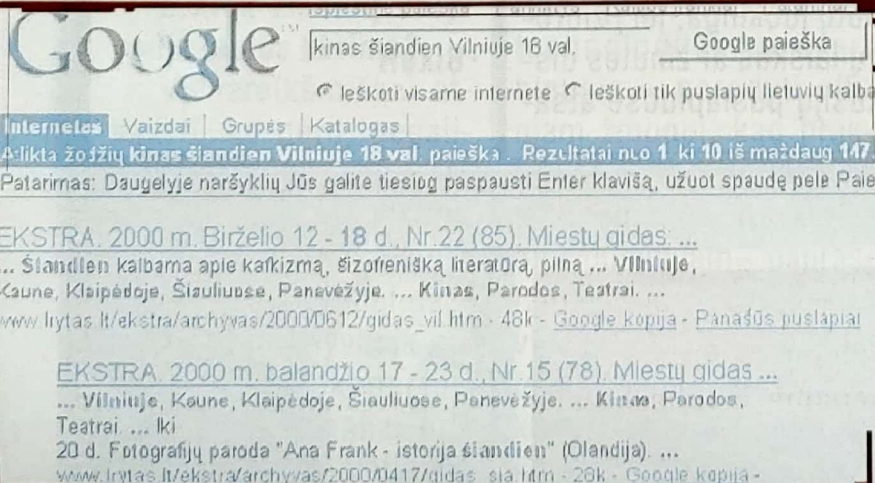 Išplėstinė paieška
Google™
kinas šiandien Vilniuje 18 val. Google paieška
Ieškoti visame internete Ieškoti tik puslapių lietuvių kalba
Internetas Vaizdai Grupės Katalogas
Atlikta žodžių kinas šiandien Vilniuje 18 val. paieška. Rezultatai nuo 1 iki 10 iš maždaug 147.
Patarimas: Daugelyje naršyklių Jūs galite tiesiog paspausti Enter klavišą, užuot spaudę pele Paie
EKSTRA. 2000 m. Birželio 12 - 18 d., Nr.22 (85). Miestų gidas: ...
... Šiandien kalbama apie kafkizmą, šizofrenišką literatūrą, pilną ... Vilniuje,
Kaune, Klaipėdoje, Šiauliuose, Panevėžyje. ... Kinas, Parodos, Teatrai. ...
www.lrytas.lt/ekstra/archyvas/2000/0612/gidas_vil.htm - 48k - Google kopija - Panašūs puslapiai
EKSTRA. 2000 m. balandžio 17 - 23 d., Nr.15 (78). Miestų gidas ...
... Vilniuje, Kaune, Klaipėdoje, Šiauliuose, Panevėžyje. ... Kinas, Parodos,
Teatrai. ... Iki
20 d. Fotografijų paroda "Ana Frank - istorija šiandien" (Olandija). ...
www.lrytas.lt/ekstra/archyvas/2000/0417/gidas_sia.htm - 28k - Google kopija -